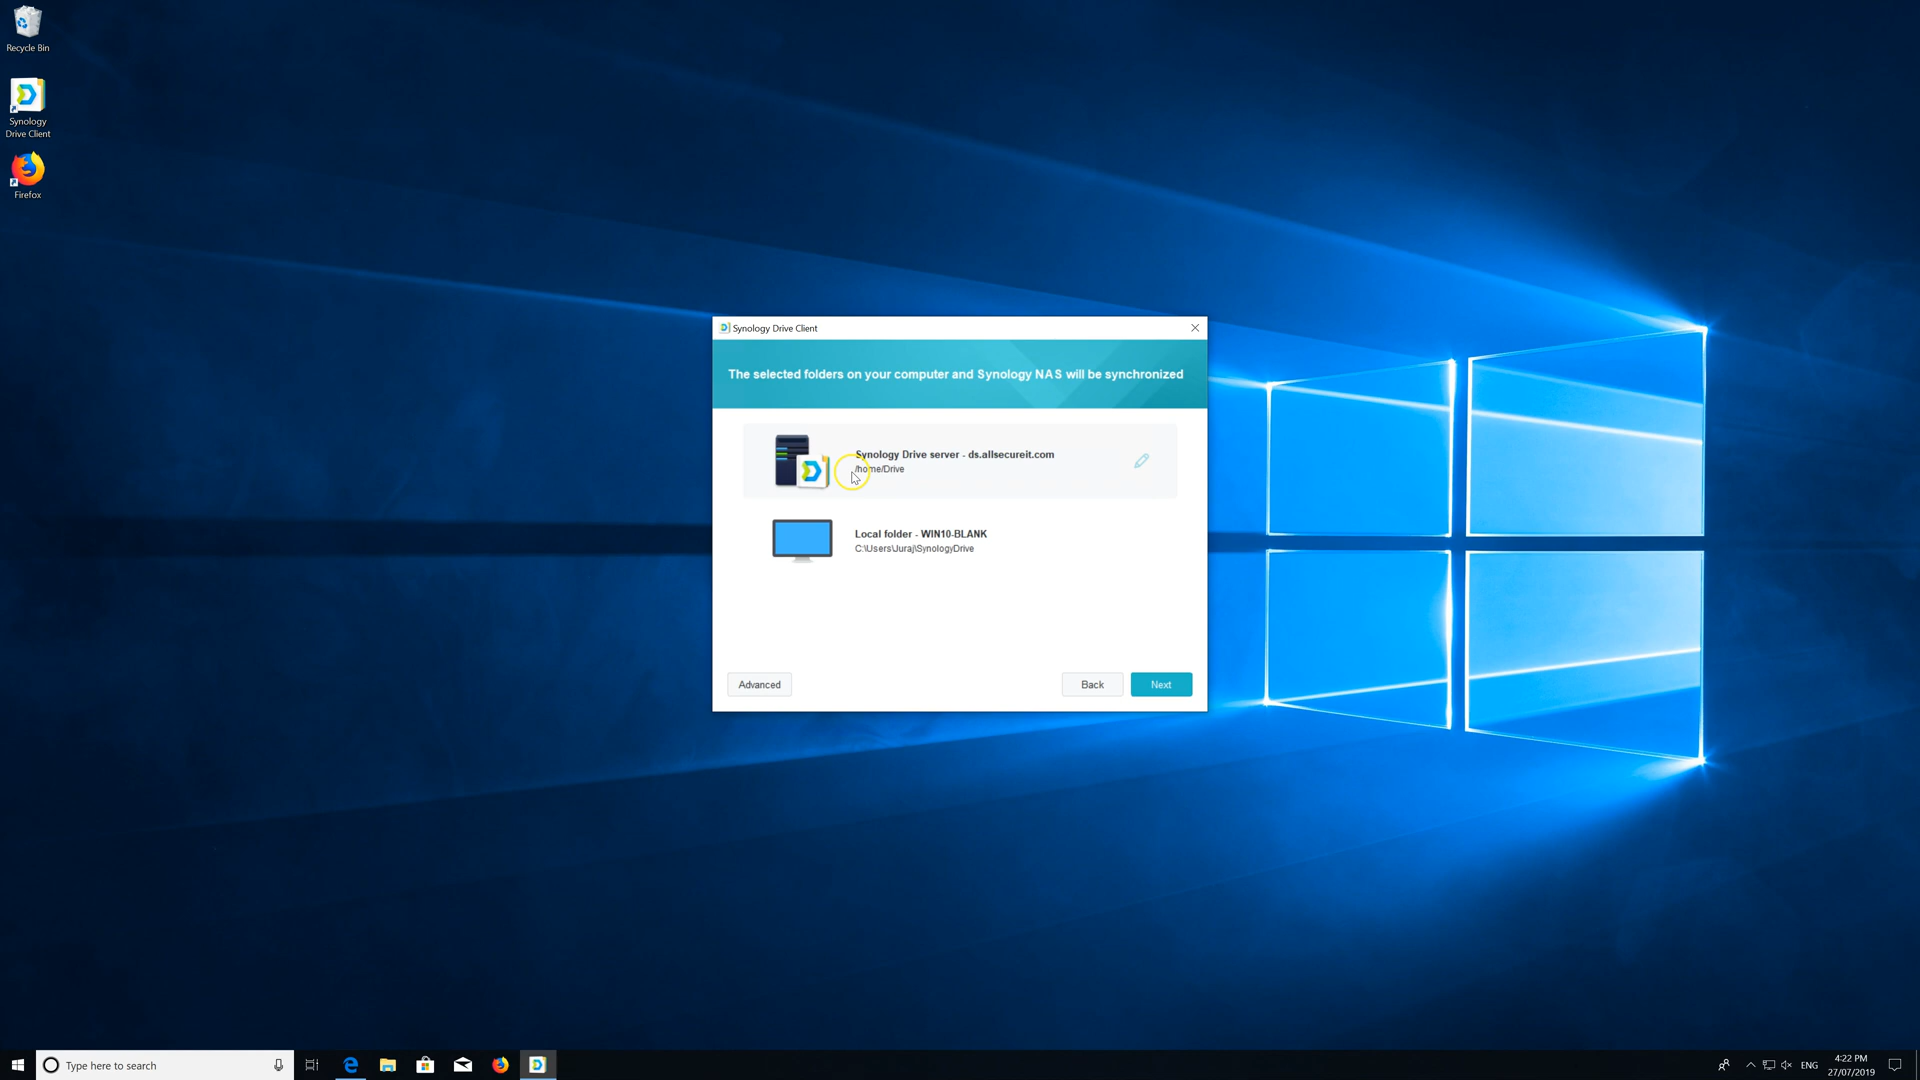 Recycle Bin
Synology
Drive Client
Firefox
Synology Drive Client
The selected folders on your computer and Synology NAS will be synchronized
Synology Drive server - ds.allsecureit.com
/home/Drive
Local folder - WIN10-BLANK
C:\Users\Juraj\SynologyDrive
Advanced
Back
Next
Type here to search
ENG
4:22 PM
27/07/2019